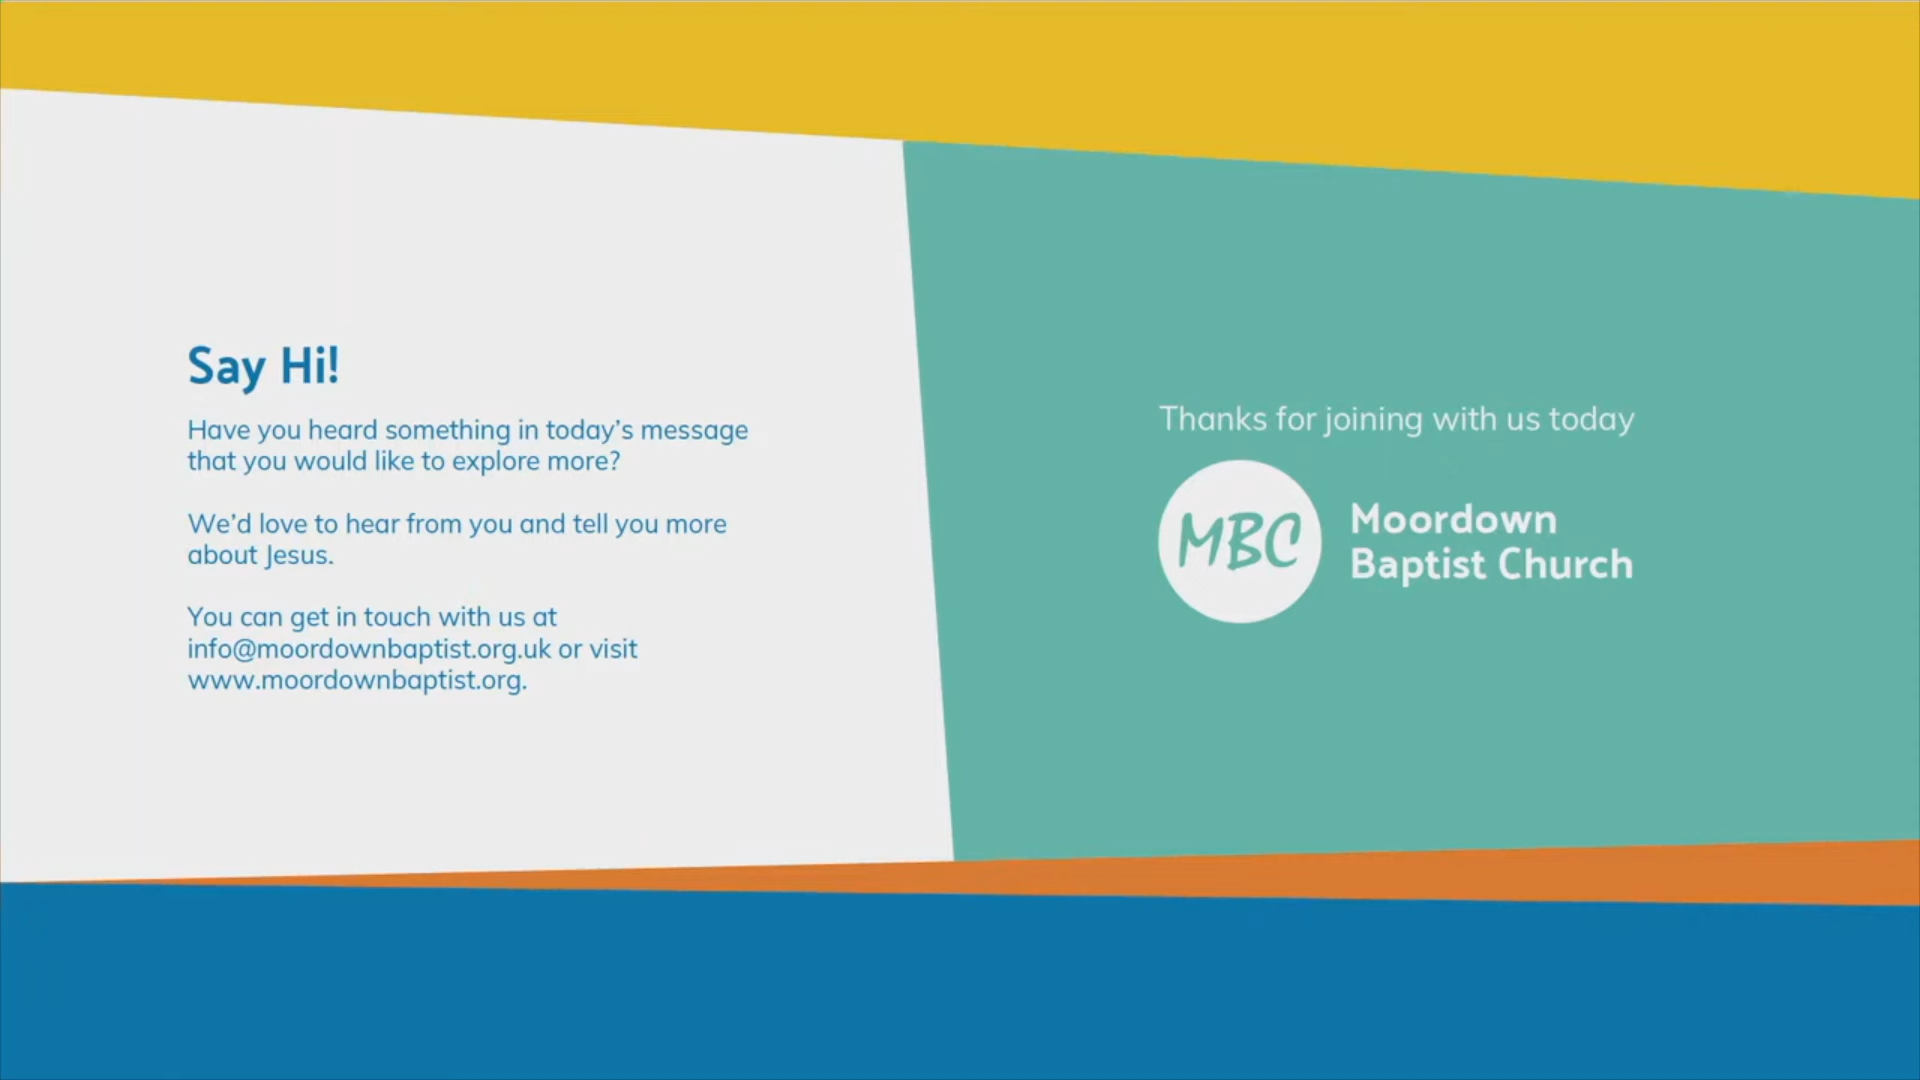 Say Hi!
Have you heard something in today's message
that you would like to explore more?
We'd love to hear from you and tell you more
about Jesus.
You can get in touch with us at
info@moordownbaptist.org.uk or visit
www.moordownbaptist.org.
Thanks for joining with us today
MBC
Moordown
Baptist Church